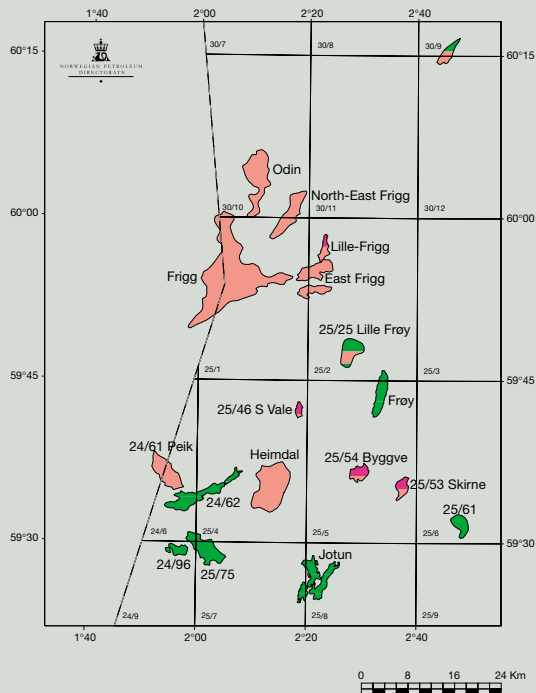 1°40 2°00 2°20 2°40
60°15 60°15
30/7 30/8 30/9
NORWEGIAN PETROLEUM
DIRECTORATE
Odin
North-East Frigg
60°00 60°00
30/10 30/11 30/12
Lille-Frigg
Frigg
East Frigg
25/25 Lille Frøy
59°45 59°45
25/1 25/2 25/3
Frøy
25/46 S Vale
24/61 Peik
Heimdal
25/54 Byggve
25/53 Skirne
24/62
25/61
59°30 59°30
24/6 25/4 25/5 25/6
24/96
25/75
Jotun
24/9 25/7 25/8 25/9
1°40 2°00 2°20 2°40
0 8 16 24 Km